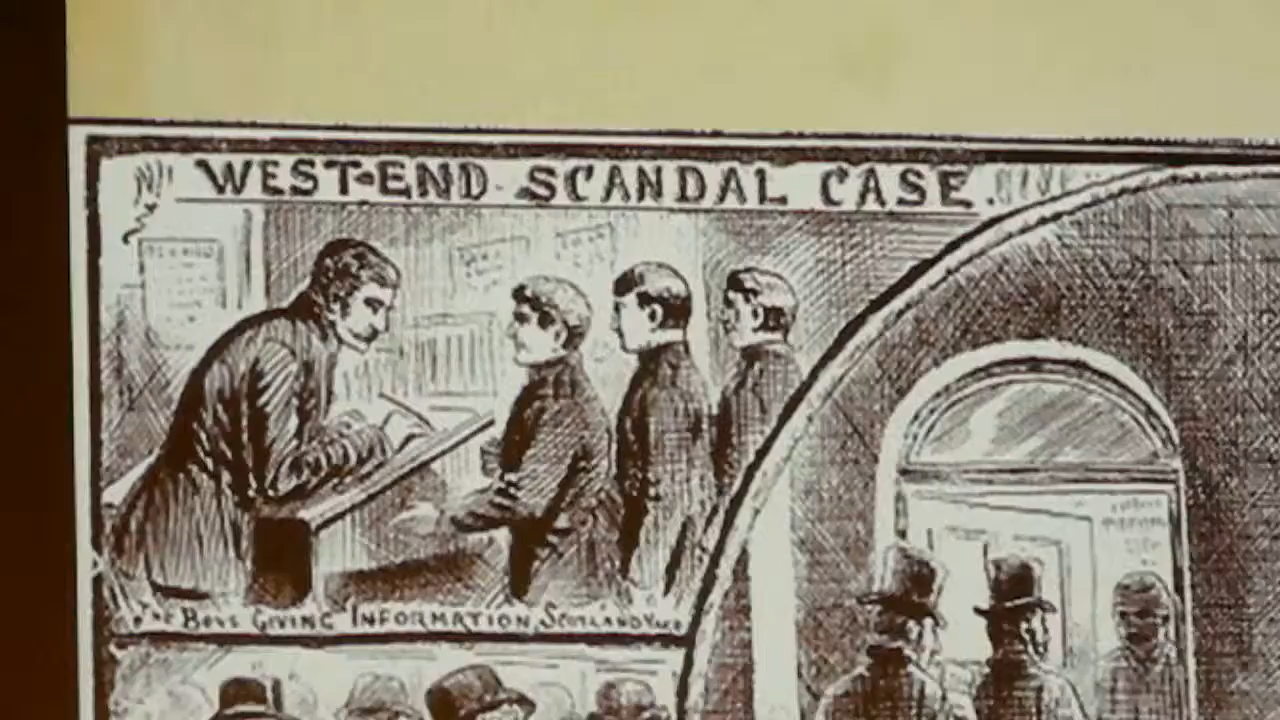 WEST-END SCANDAL CASE.
THE BOYS GIVING INFORMATION, SCOTLAND YARD